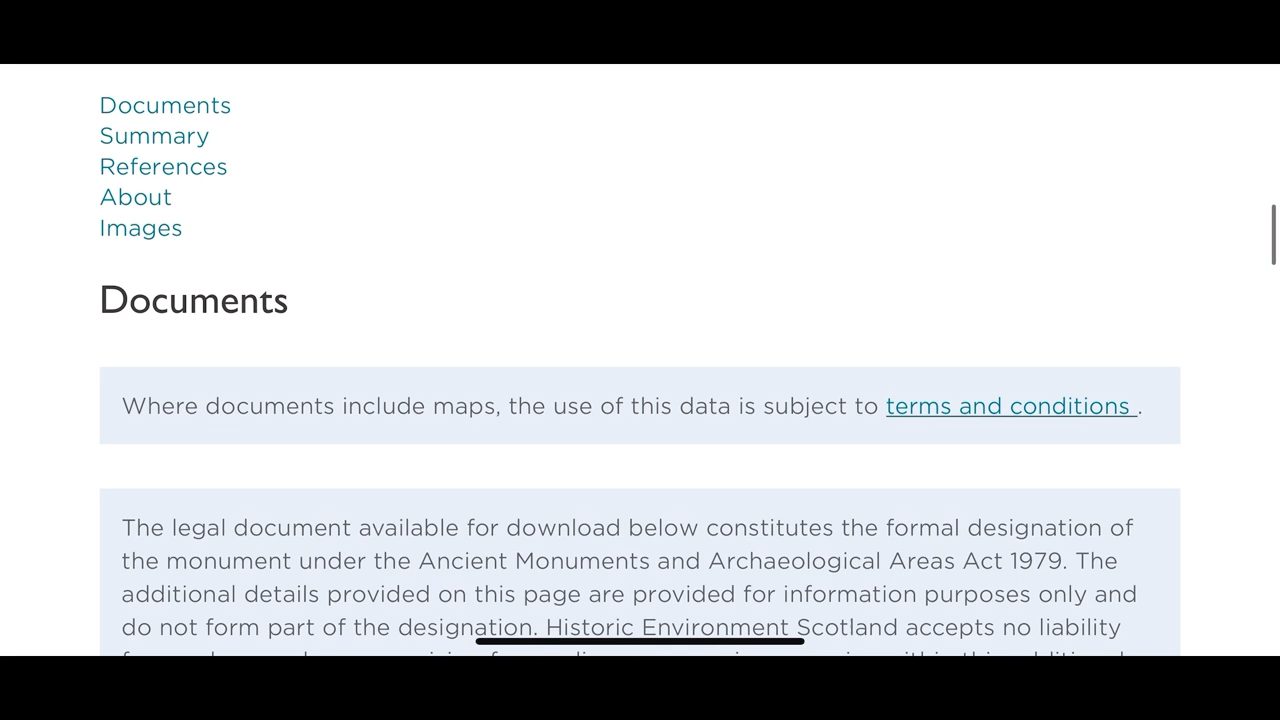 Documents
Summary
References
About
Images
Documents
Where documents include maps, the use of this data is subject to terms and conditions .
The legal document available for download below constitutes the formal designation of
the monument under the Ancient Monuments and Archaeological Areas Act 1979. The
additional details provided on this page are provided for information purposes only and
do not form part of the designation. Historic Environment Scotland accepts no liability